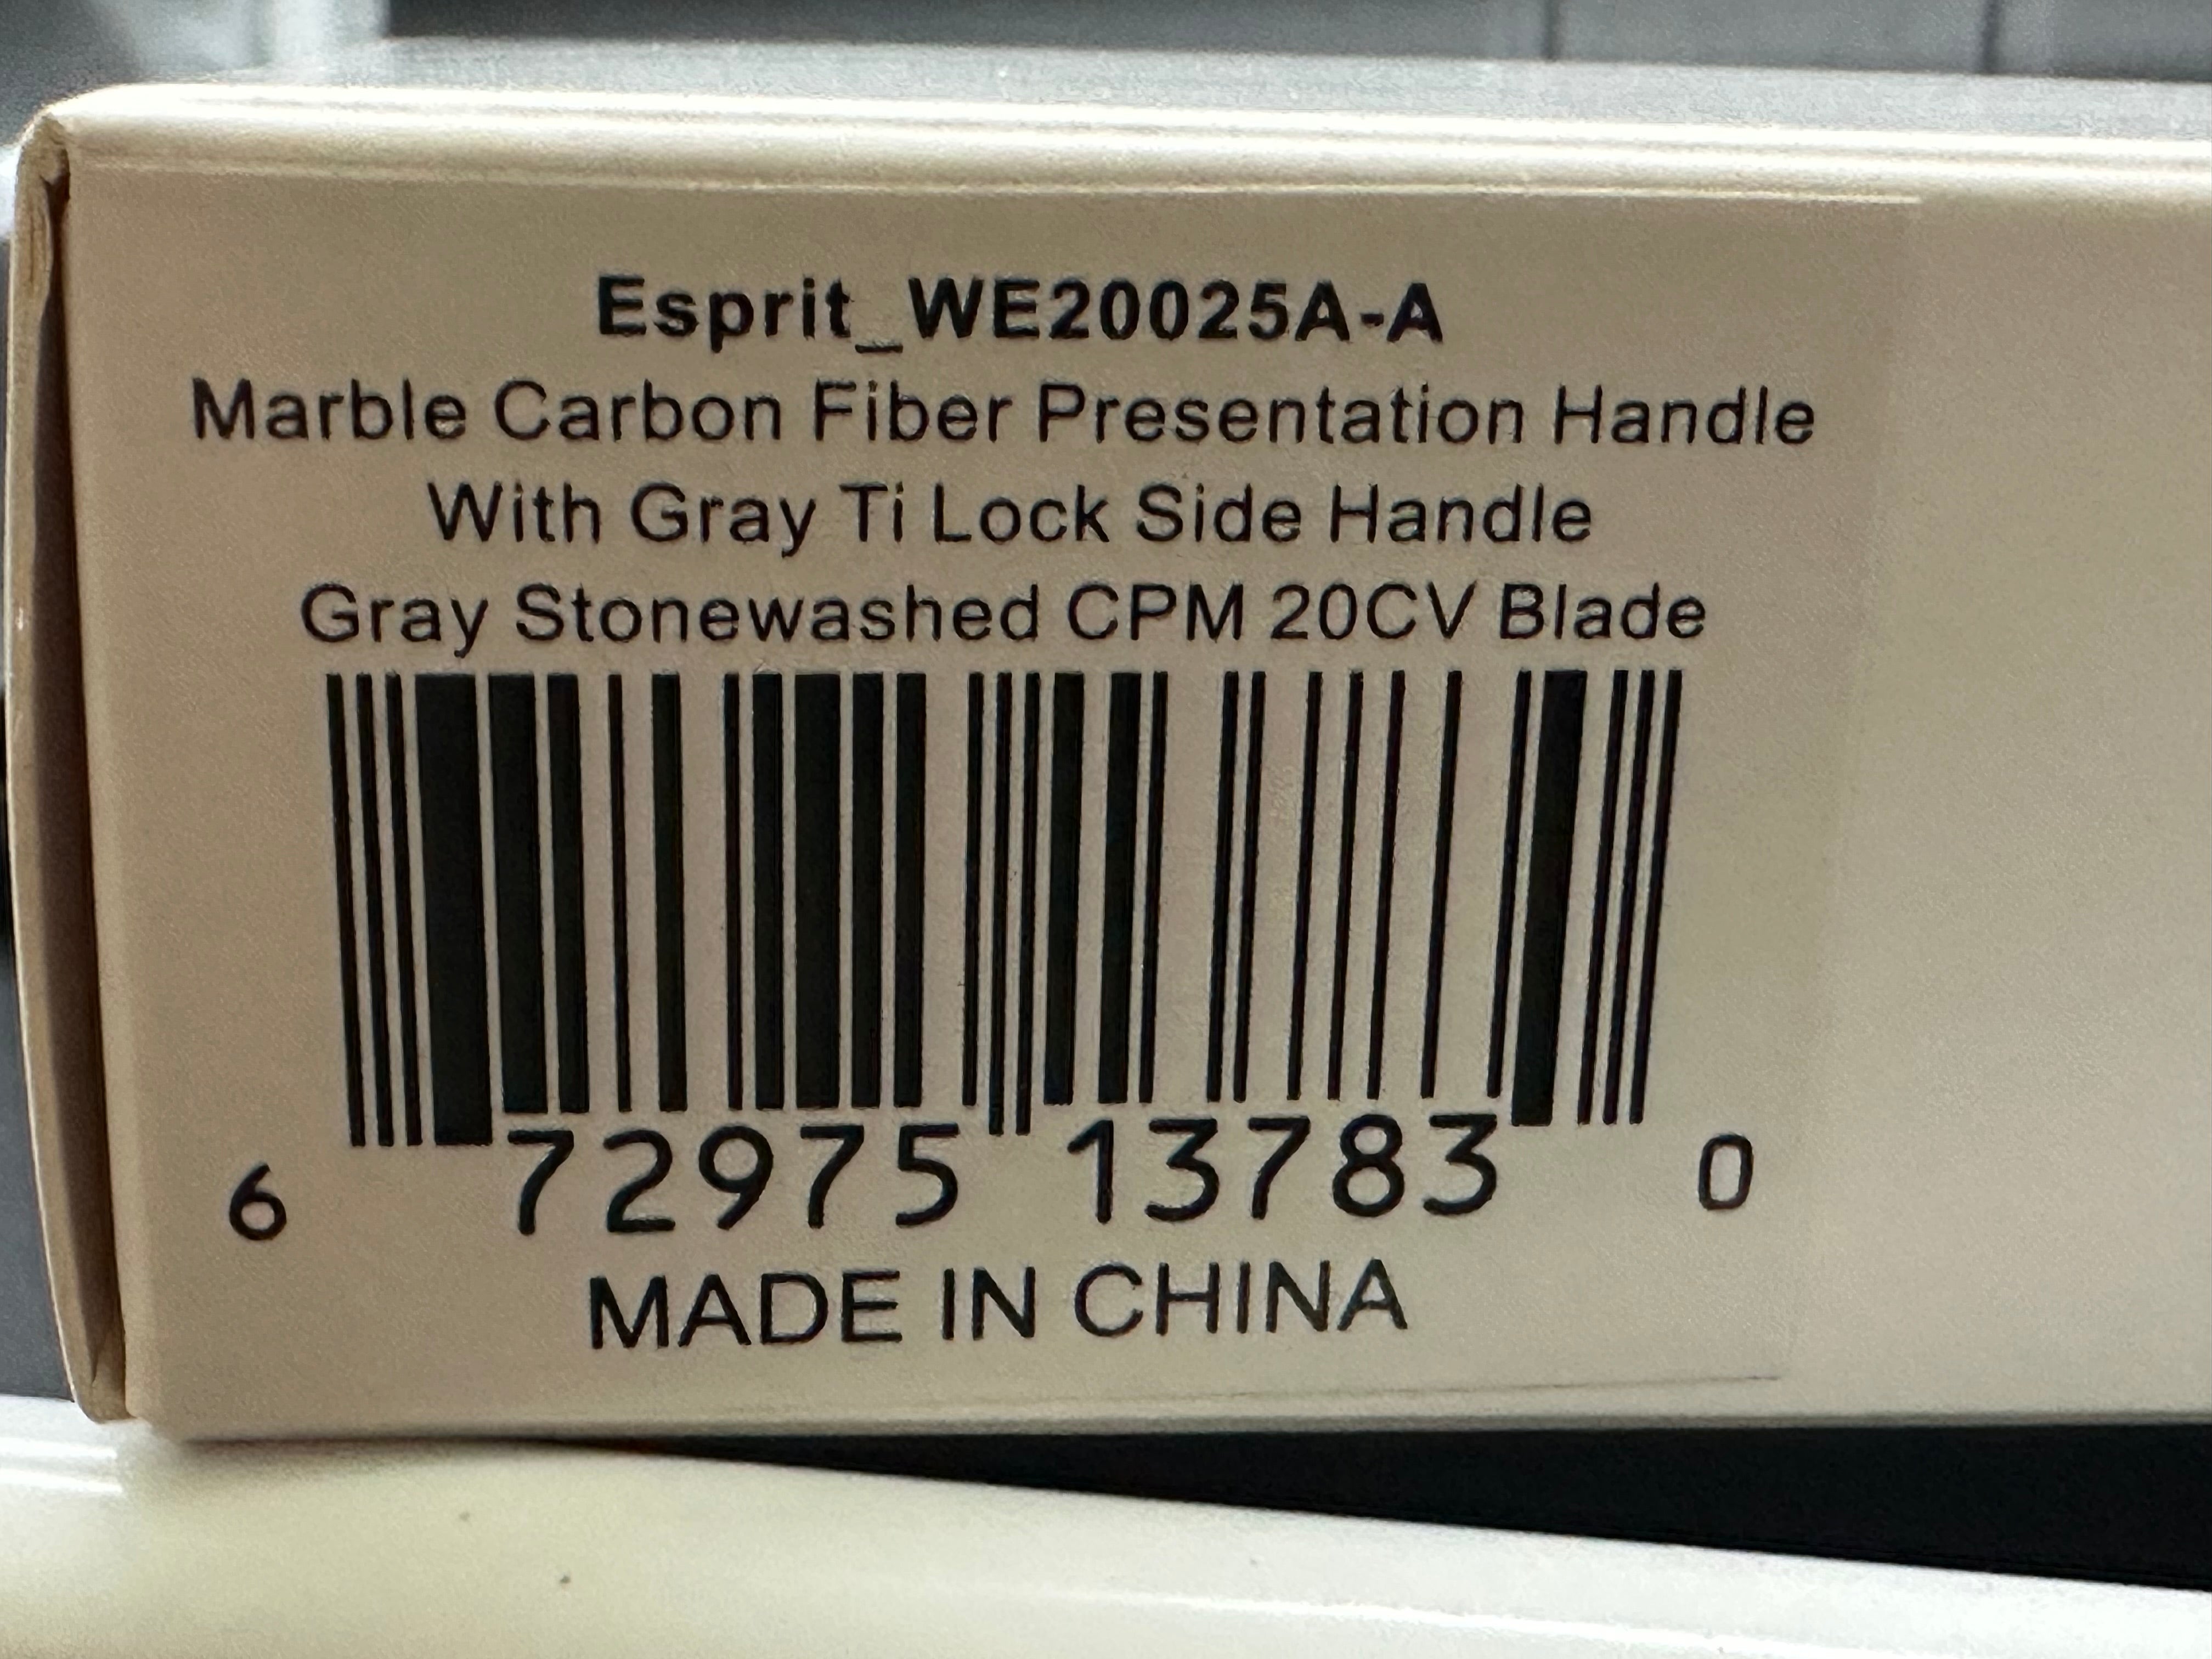 Esprit_WE20025A-A
Marble Carbon Fiber Presentation Handle
With Gray Ti Lock Side Handle
Gray Stonewashed CPM 20CV Blade
6 72975 13783 0
MADE IN CHINA